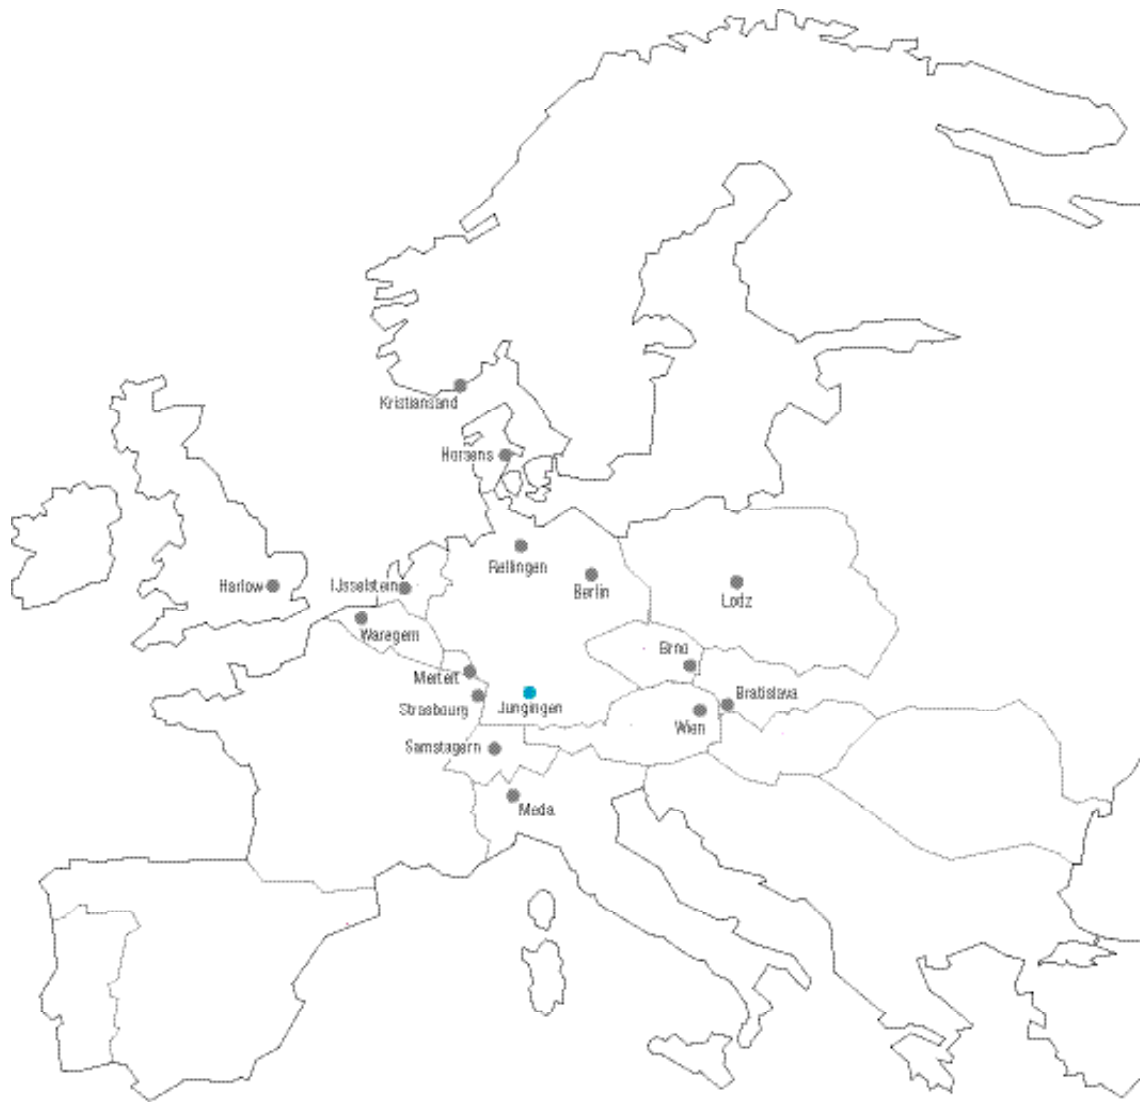 Kristiansand
Horsens
Rellingen
Harlow
IJsselstein
Berlin
Lodz
Waregem
Brno
Mertert
Bratislava
Strasbourg
Jungingen
Wien
Samstagern
Meda